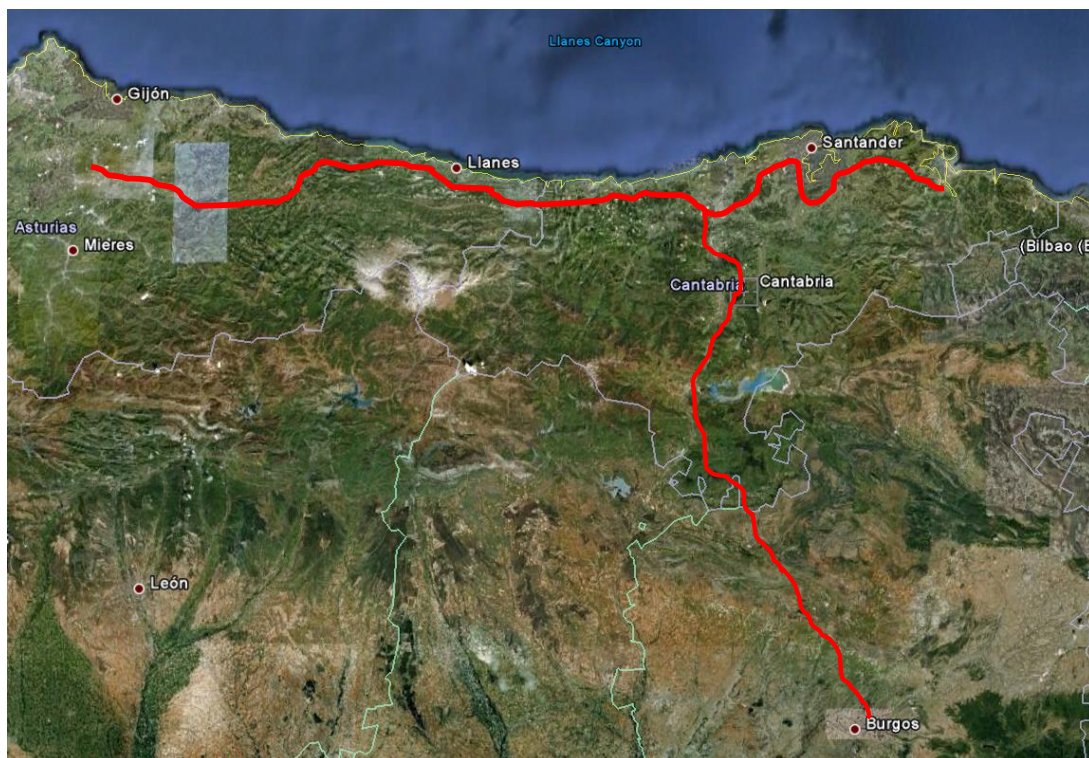 Llanes Canyon
Gijón
Santander
Llanes
Asturias
Mieres
(Bilbao (B
Cantabria
Cantabria
León
Burgos